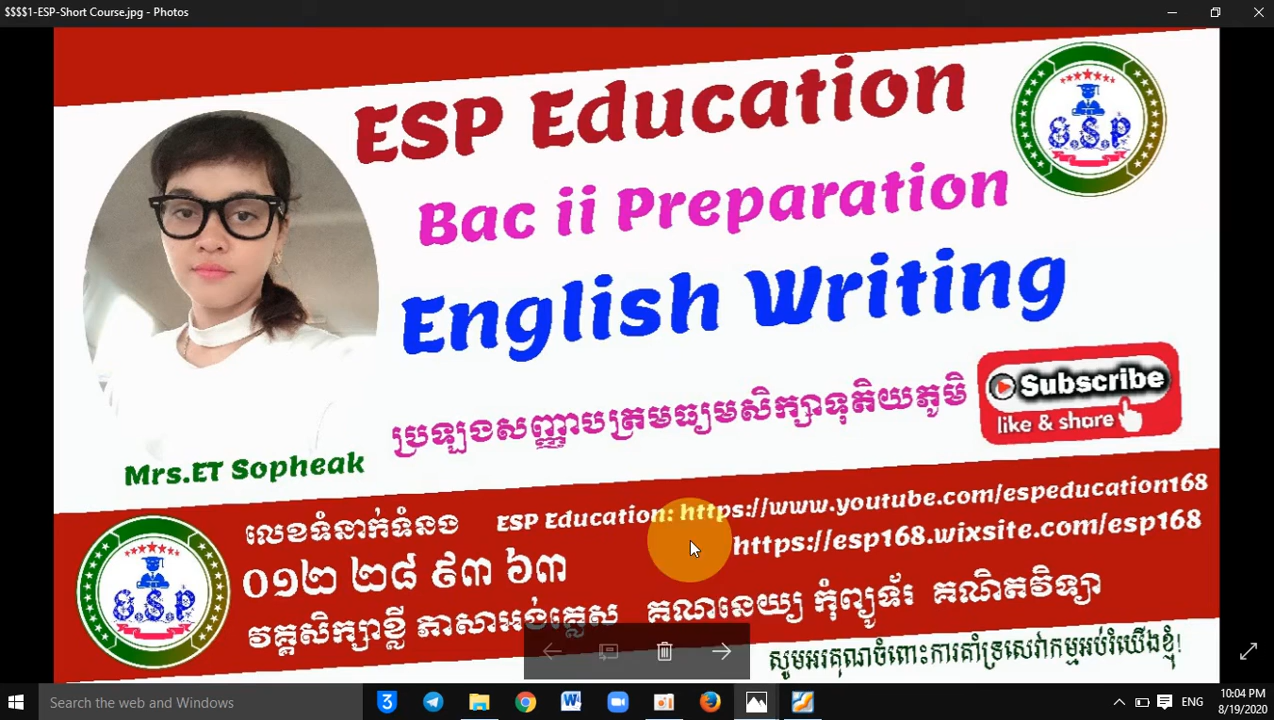 $$$$1-ESP-Short Course.jpg - Photos
ESP Education
Bac ii Preparation
English Writing
ប្រឡងសញ្ញាបត្រមធ្យមសិក្សាទុតិយភូមិ
E.S.P
Subscribe
like & share
Mrs.ET Sopheak
លេខទំនាក់ទំនង
០១២ ២៨ ៩៣ ៦៣
វគ្គសិក្សាខ្លី ភាសាអង់គ្លេស គណនេយ្យ កុំព្យូទ័រ គណិតវិទ្យា
ESP Education: https://www.youtube.com/espeducation168
https://esp168.wixsite.com/esp168
E.S.P
សូមអរគុណចំពោះការគាំទ្រសេវាកម្មអប់រំយើងខ្ញុំ!
Search the web and Windows
ENG
10:04 PM
8/19/2020